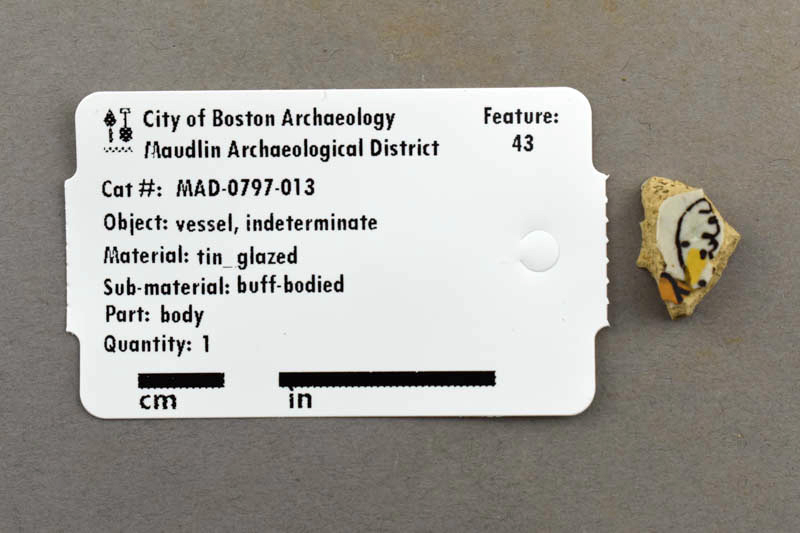 City of Boston Archaeology
Maudlin Archaeological District
Feature:
43
Cat #: MAD-0797-013
Object: vessel, indeterminate
Material: tin_glazed
Sub-material: buff-bodied
Part: body
Quantity: 1
cm in